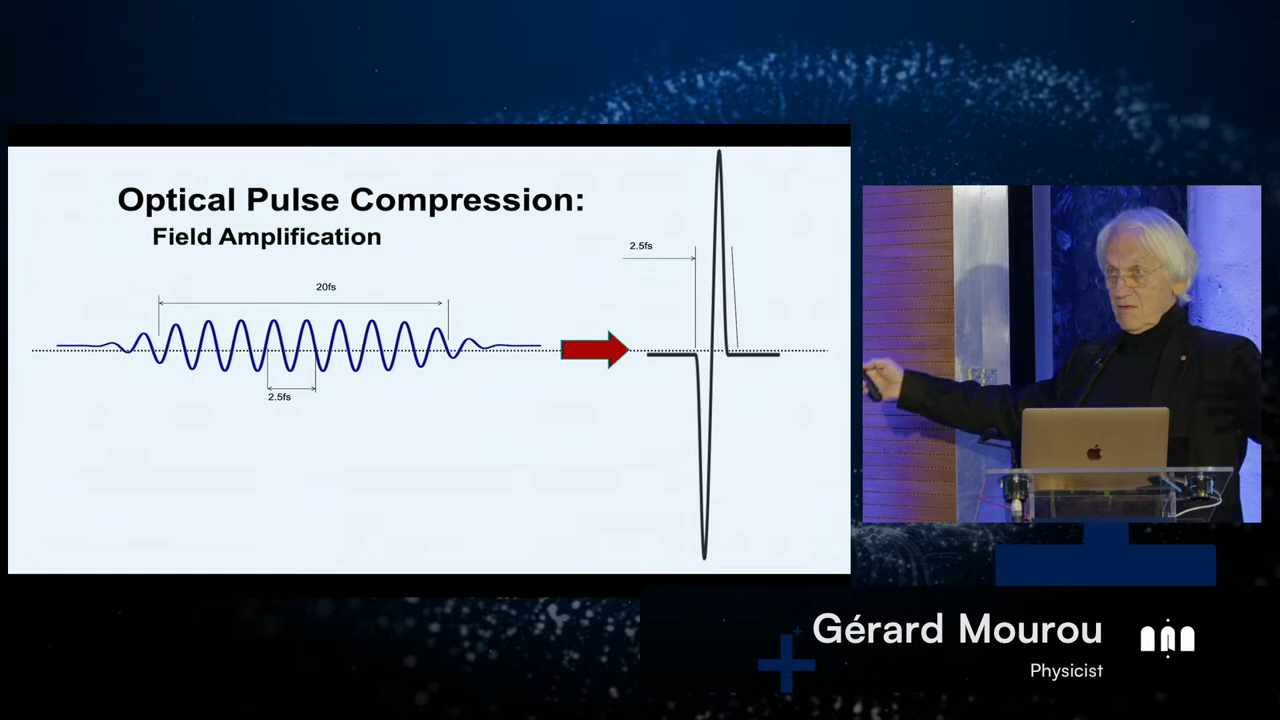 Optical Pulse Compression:
Field Amplification
20fs
2.5fs
2.5fs
Gérard Mourou
Physicist